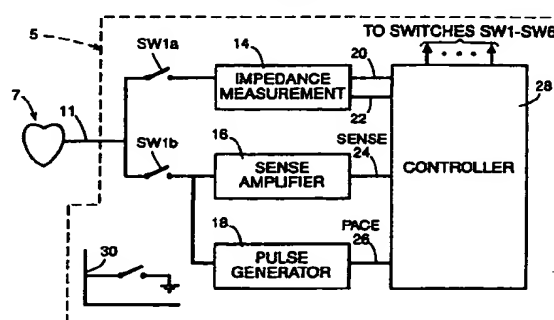 TO SWITCHES SW1-SW6
5
SW1a
14
20
IMPEDANCE MEASUREMENT
22
28
7
11
SW1b
16
SENSE
24
SENSE AMPLIFIER
CONTROLLER
18
PACE
26
PULSE GENERATOR
30